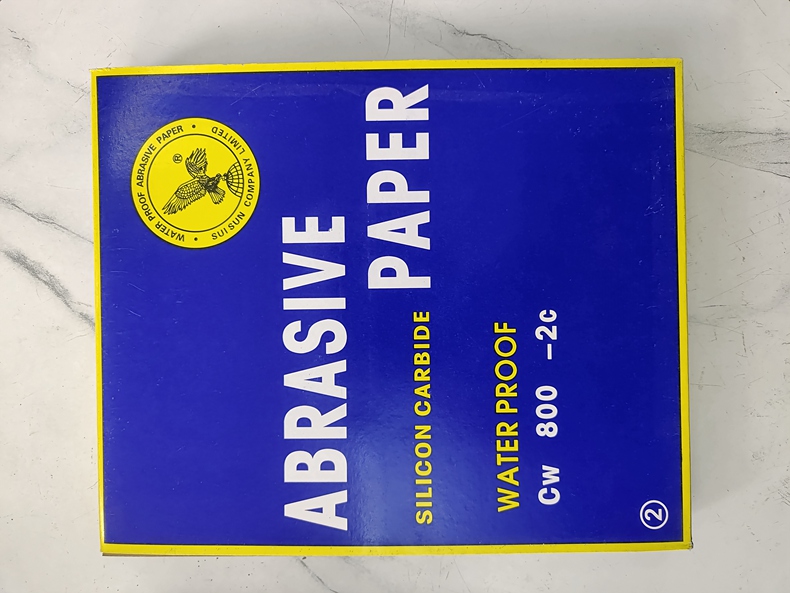 WATER PROOF ABRASIVE PAPER •
SUISUN COMPANY LIMITED •
®
ABRASIVE
PAPER
SILICON CARBIDE
WATER PROOF
Cw 800 –2c
②